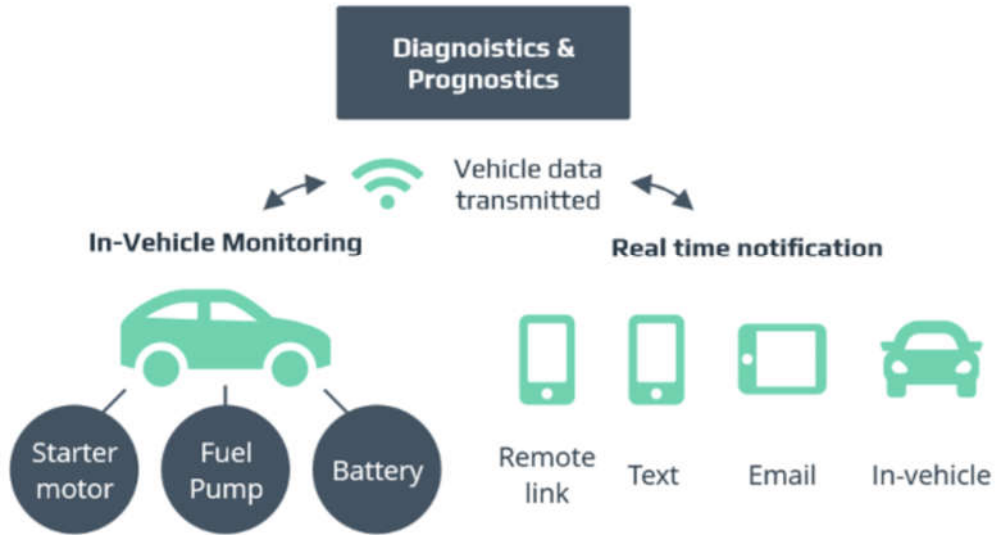 Diagnoistics &
Prognostics
Vehicle data
transmitted
In-Vehicle Monitoring
Real time notification
Starter
motor
Fuel
Pump
Battery
Remote
link
Text
Email
In-vehicle